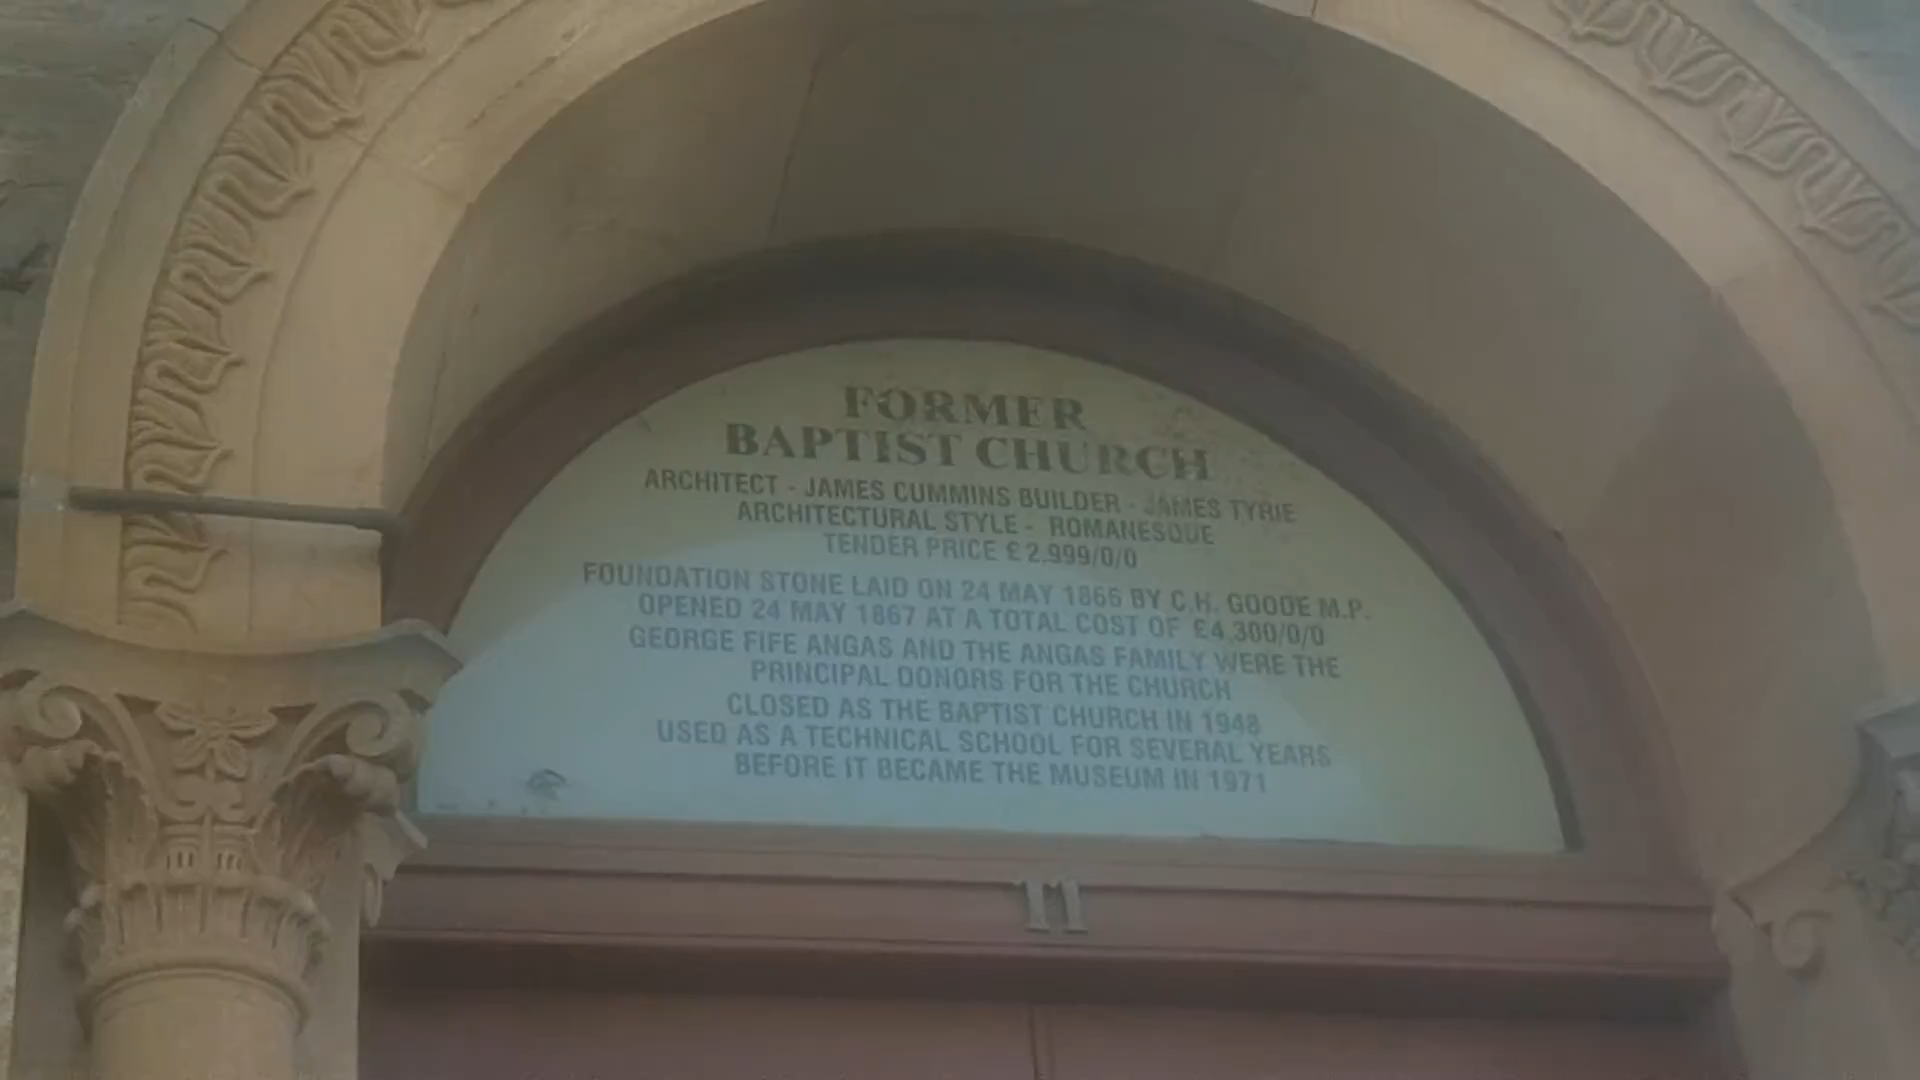 FORMER
BAPTIST CHURCH
ARCHITECT - JAMES CUMMINS BUILDER - JAMES TYRIE
ARCHITECTURAL STYLE - ROMANESQUE
TENDER PRICE £2.999/0/0
FOUNDATION STONE LAID ON 24 MAY 1866 BY C.H. GOODE M.P.
OPENED 24 MAY 1867 AT A TOTAL COST OF £4,300/0/0
GEORGE FIFE ANGAS AND THE ANGAS FAMILY WERE THE
PRINCIPAL DONORS FOR THE CHURCH
CLOSED AS THE BAPTIST CHURCH IN 1948
USED AS A TECHNICAL SCHOOL FOR SEVERAL YEARS
BEFORE IT BECAME THE MUSEUM IN 1971
11